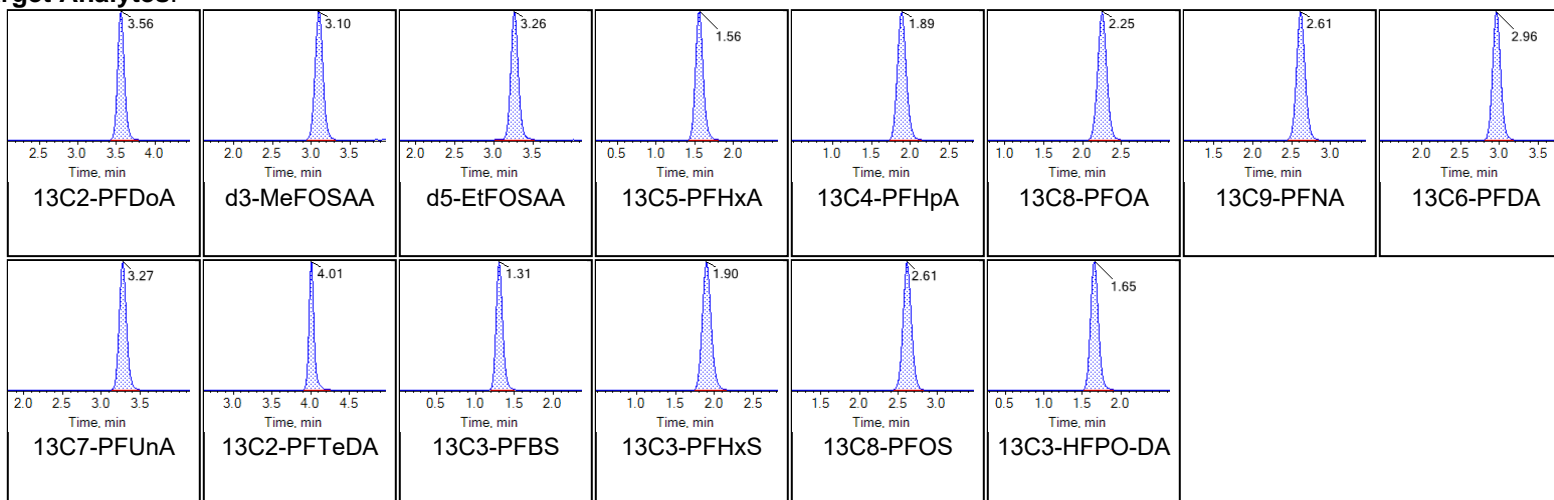 rget Analytes:
3.56
2.5 3.0 3.5 4.0
Time, min
13C2-PFDoA
3.10
2.0 2.5 3.0 3.5
Time, min
d3-MeFOSAA
3.26
2.0 2.5 3.0 3.5
Time, min
d5-EtFOSAA
1.56
0.5 1.0 1.5 2.0
Time, min
13C5-PFHxA
1.89
1.0 1.5 2.0 2.5
Time, min
13C4-PFHpA
2.25
1.0 1.5 2.0 2.5
Time, min
13C8-PFOA
2.61
1.5 2.0 2.5 3.0
Time, min
13C9-PFNA
2.96
2.0 2.5 3.0 3.5
Time, min
13C6-PFDA
3.27
2.0 2.5 3.0 3.5
Time, min
13C7-PFUnA
4.01
3.0 3.5 4.0 4.5
Time, min
13C2-PFTeDA
1.31
0.5 1.0 1.5 2.0
Time, min
13C3-PFBS
1.90
1.0 1.5 2.0 2.5
Time, min
13C3-PFHxS
2.61
1.5 2.0 2.5 3.0
Time, min
13C8-PFOS
1.65
0.5 1.0 1.5 2.0
Time, min
13C3-HFPO-DA